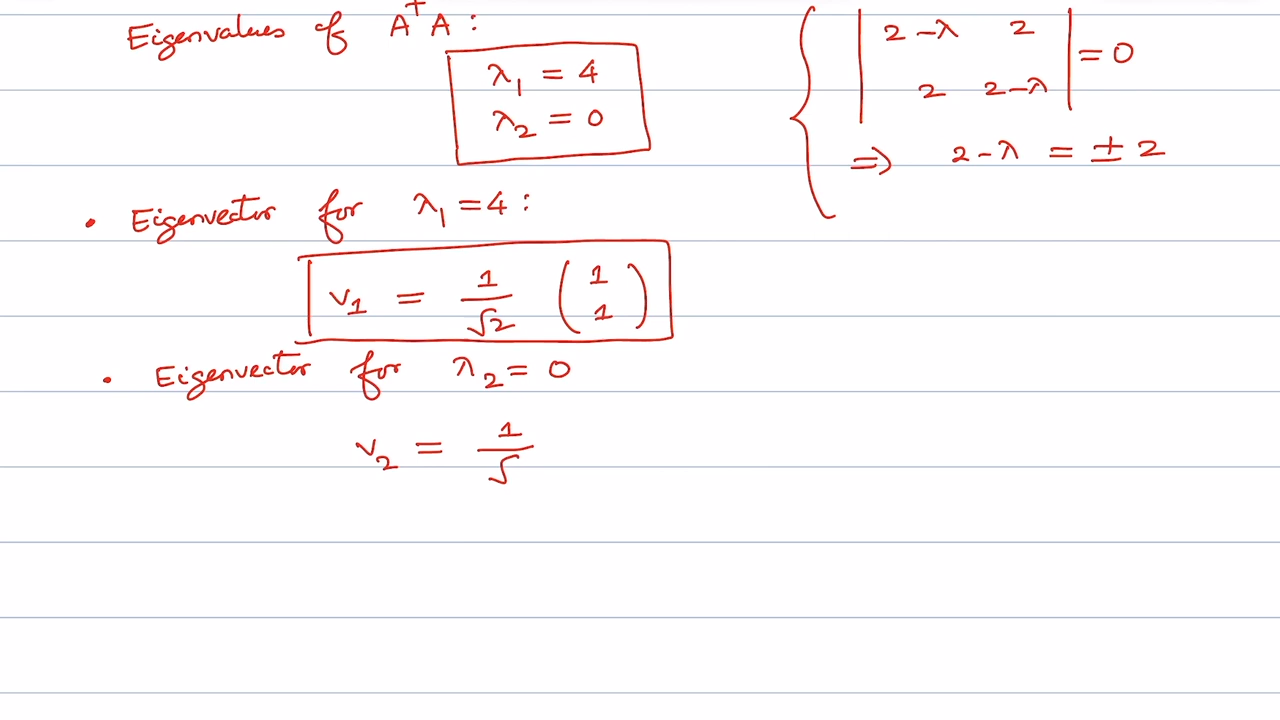 Eigenvalues of A†A :
λ₁ = 4
λ₂ = 0
| 2-λ 2 |
| 2 2-λ | = 0
⇒ 2-λ = ± 2
• Eigenvector for λ₁ = 4 :
v₁ = 1/√2 (1 1)
• Eigenvector for λ₂ = 0
v₂ = 1/√